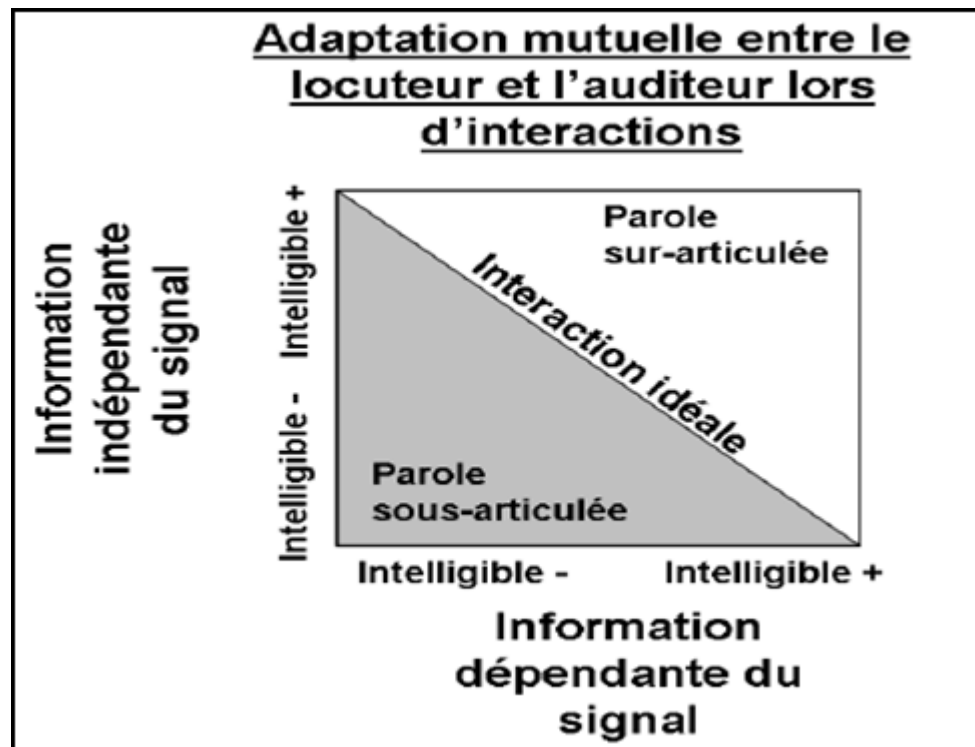 Adaptation mutuelle entre le
locuteur et l'auditeur lors
d'interactions
Information
indépendante
du signal
Intelligible +
Intelligible -
Parole
sur-articulée
Interaction idéale
Parole
sous-articulée
Intelligible -
Intelligible +
Information
dépendante du
signal